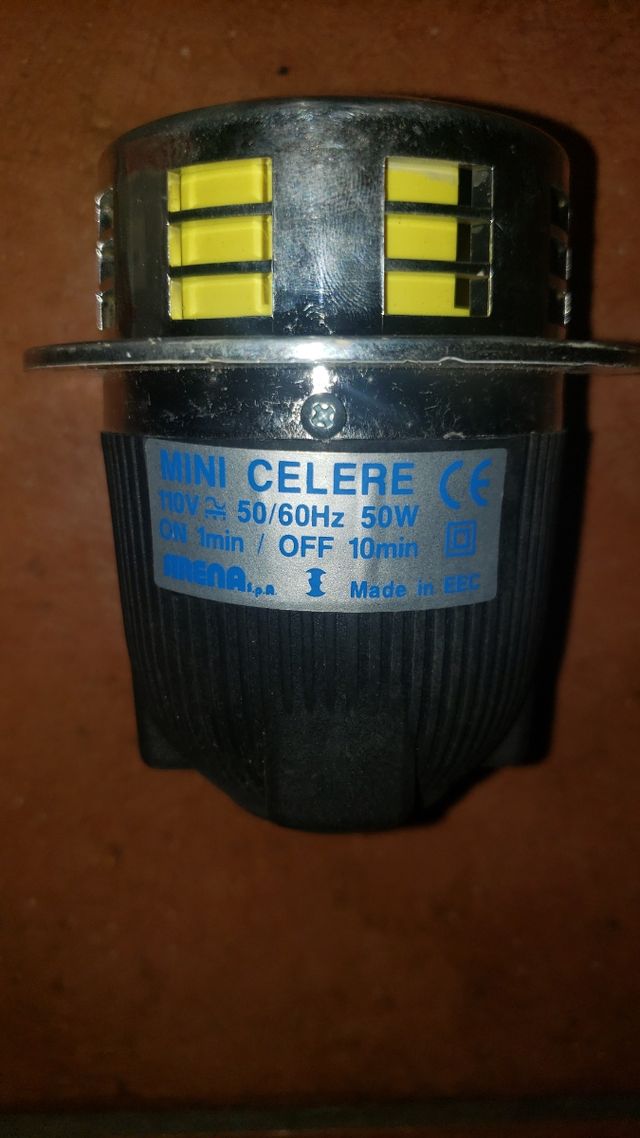 MINI CELERE CE
110V ≂ 50/60Hz 50W
ON 1min / OFF 10min
SIRENA S.p.A. Made in EEC